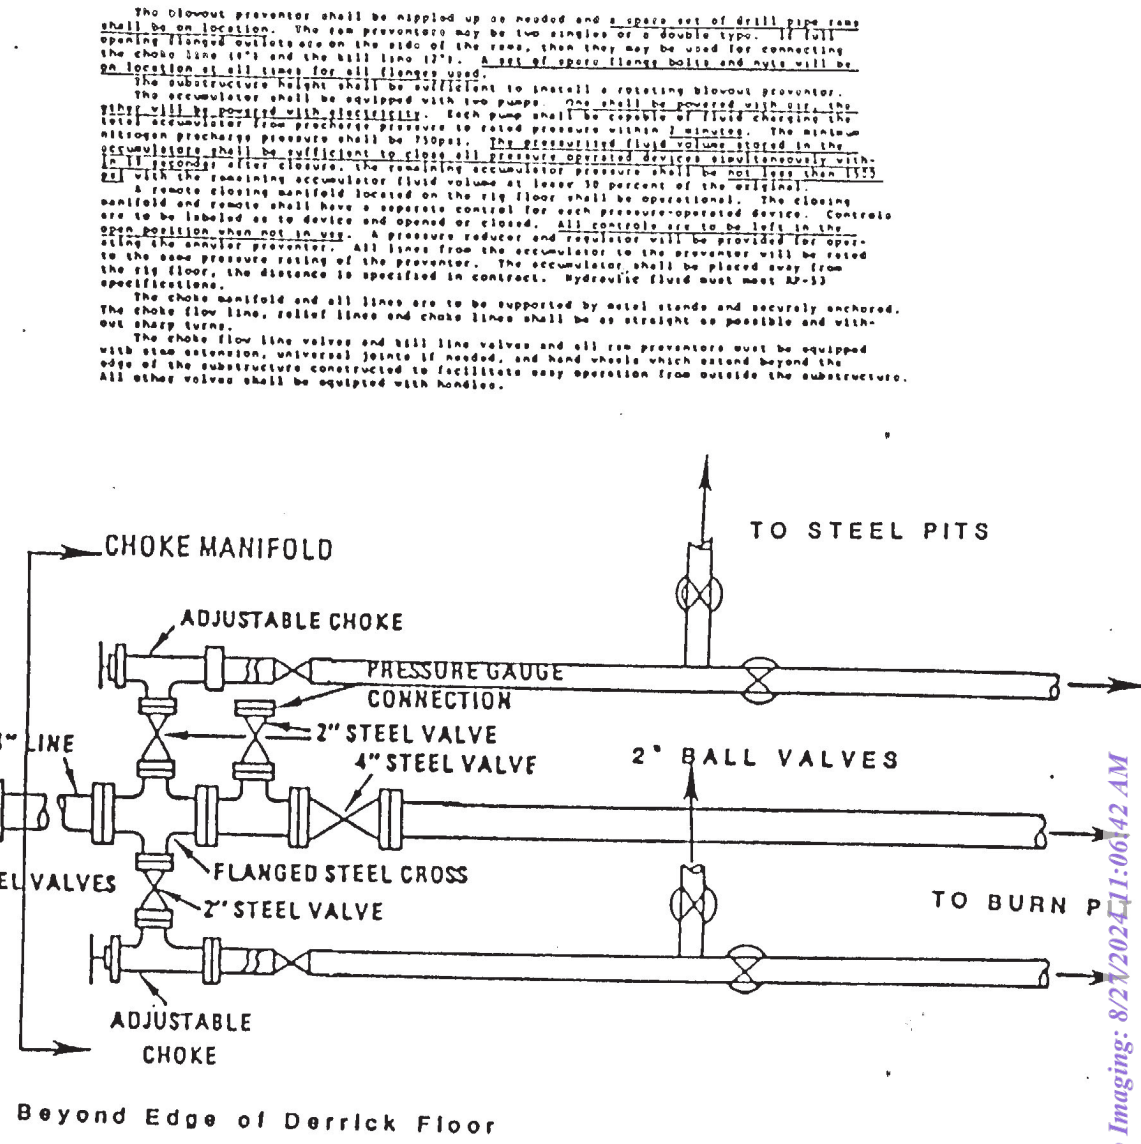 The blowout preventor shall be nippled up as needed and a spare set of drill pipe rams
shall be on location. The ram preventors may be two singles or a double type. If full
opening flanged outlets are on the side of the rams, then they may be used for connecting
the choke line (4") and the kill line (2"). A set of spare flange bolts and nuts will be
on location at all times for all flanges used.
The substructure height shall be sufficient to install a rotating blowout preventor.
The accumulator shall be equipped with two pumps. One shall be powered with air, the
other will be powered with electricity. Each pump shall be capable of fluid charging the
total accumulator from precharge pressure to rated pressure within 2 minutes. The minimum
nitrogen precharge pressure shall be 750psi. The pressurized fluid volume stored in the
accumulators shall be sufficient to close all pressure operated devices simultaneously with-
in seconds after closure, the remaining accumulator pressure shall be not less than
psi with the remaining accumulator fluid volume at least 30 percent of the original.
A remote closing manifold located on the rig floor shall be operational. The closing
manifold and remote shall have a separate control for each pressure-operated device. Controls
are to be labeled as to device and opened or closed. All controls are to be left in the
open position when not in use. A pressure reducer and regulator will be provided for oper-
ating the annular preventer. All lines from the accumulator to the preventer will be rated
to the same pressure rating of the preventer. The accumulator shall be placed away from
the rig floor, the distance is specified in contract. Hydraulic fluid must meet
specifications.
The choke manifold and all lines are to be supported by metal stands and securely anchored.
The choke flow line, relief lines and choke lines shall be as straight as possible and with-
out sharp turns.
The choke flow line valves and kill line valves and all ram preventors must be equipped
with stem extension, universal joints if needed, and hand wheels which extend beyond the
edge of the substructure constructed to facilitate easy operation from outside the substructure.
All other valves shall be equipted with handles.
TO STEEL PITS
CHOKE MANIFOLD
ADJUSTABLE CHOKE
PRESSURE GAUGE
CONNECTION
2" STEEL VALVE
" LINE
4" STEEL VALVE
2" BALL VALVES
FLANGED STEEL CROSS
EL VALVES
2" STEEL VALVE
TO BURN P
ADJUSTABLE
CHOKE
Beyond Edge of Derrick Floor
Imaging: 8/27/2024 11:06:42 AM